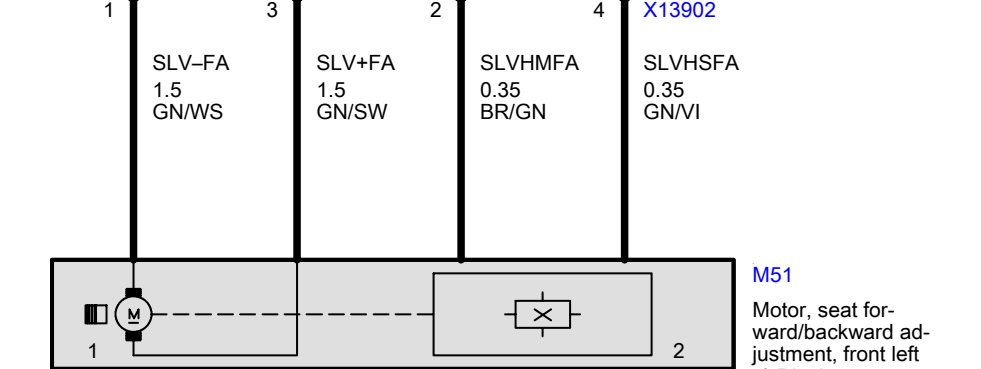 1
3
2
4
X13902
SLV–FA
1.5
GN/WS
SLV+FA
1.5
GN/SW
SLVHMFA
0.35
BR/GN
SLVHSFA
0.35
GN/VI
M51
Motor, seat for-
ward/backward ad-
justment, front left
M
1
2